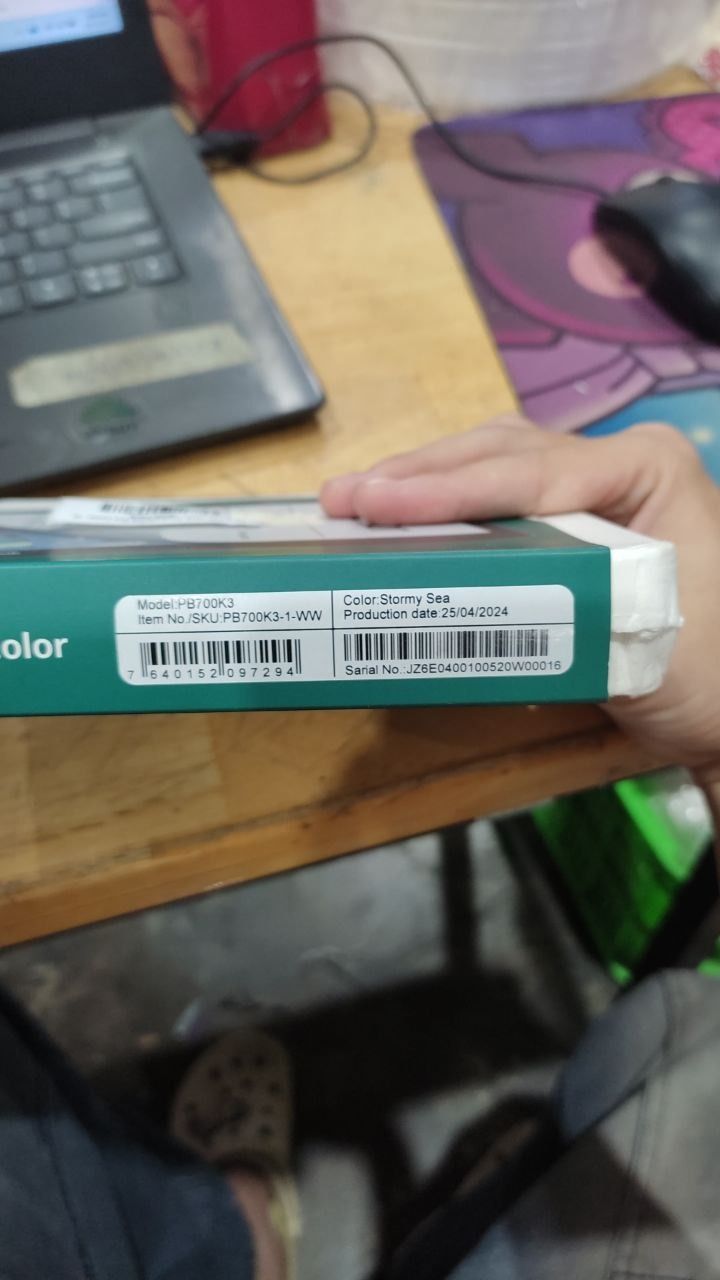 olor
Model:PB700K3
Item No./SKU:PB700K3-1-WW
Color:Stormy Sea
Production date:25/04/2024
7 640152 097294
Sarial No.:JZ6E0400100520W00016